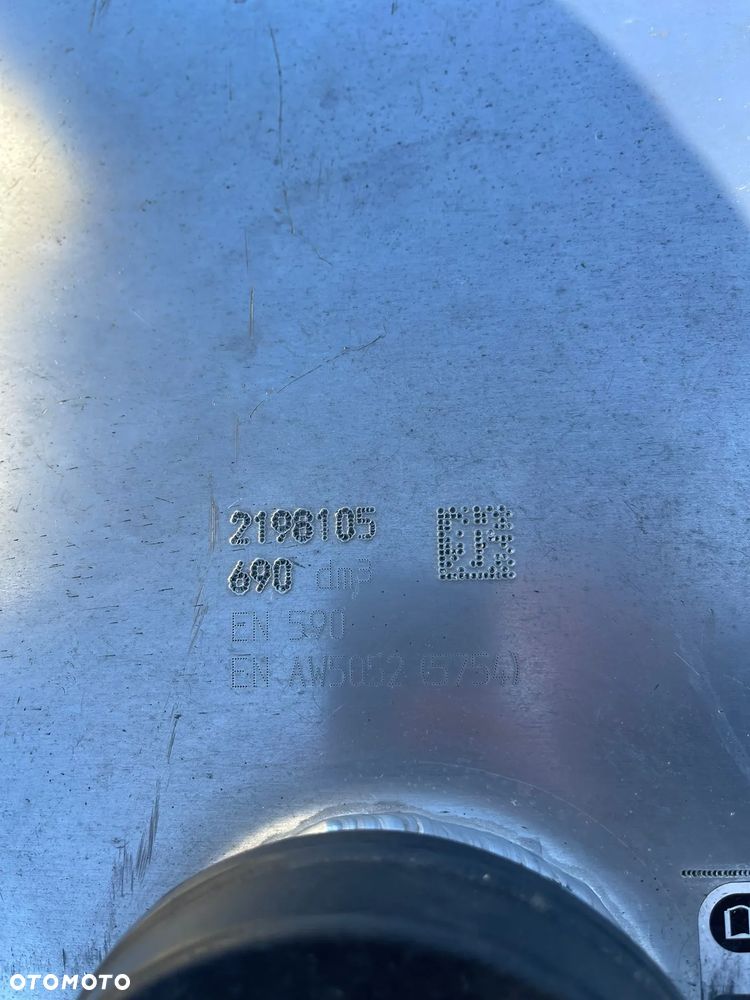 2198105
690 dm³
EN 590
EN AW5052 (5754)
OTOMOTO